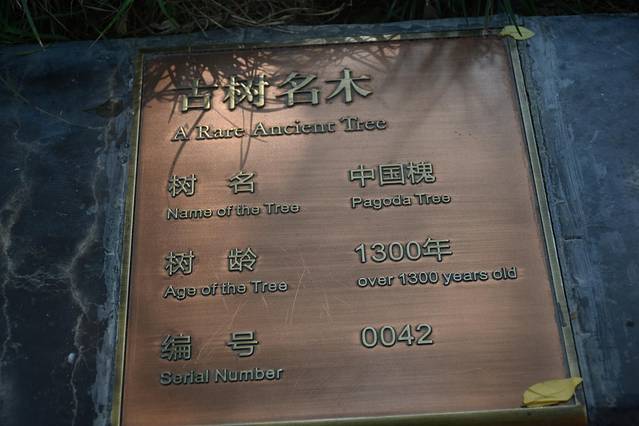 古树名木
A Rare Ancient Tree
树 名 中国槐
Name of the Tree Pagoda Tree
树 龄 1300年
Age of the Tree over 1300 years old
编 号 0042
Serial Number